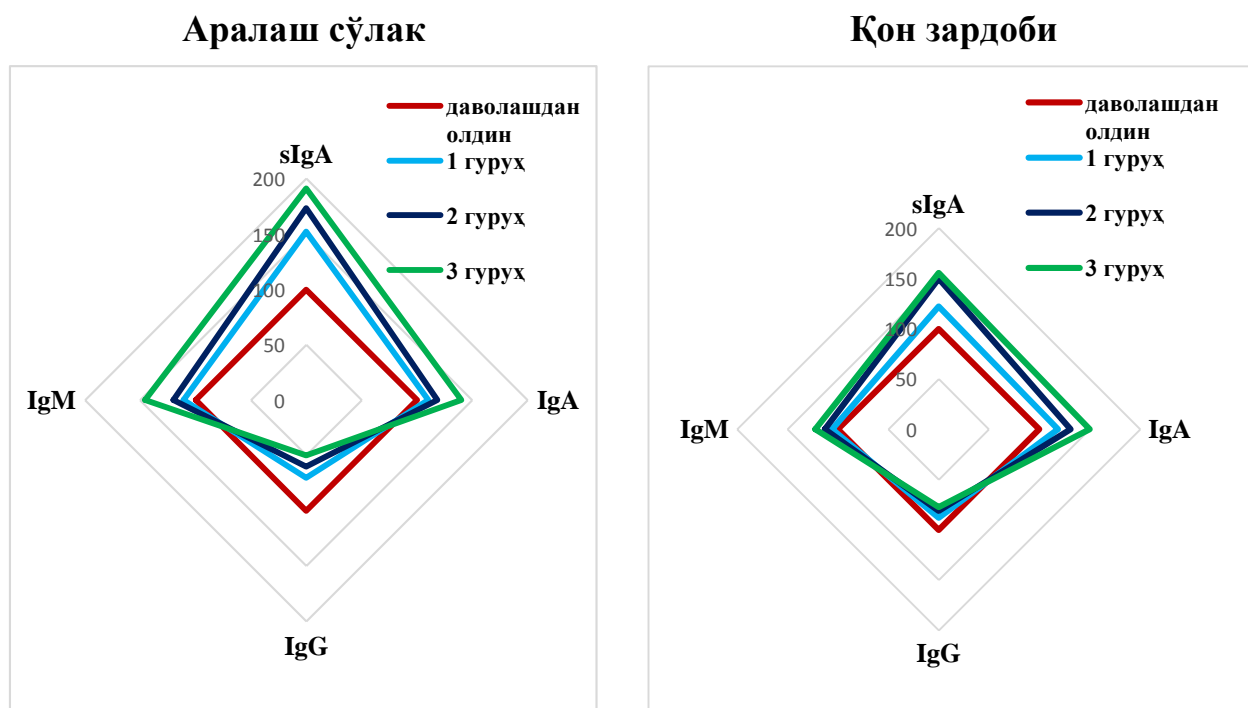 Аралаш сўлак
даволашдан
олдин
1 гуруҳ
2 гуруҳ
3 гуруҳ
sIgA
200
150
100
50
0
IgM
IgA
IgG
Қон зардоби
даволашдан
олдин
1 гуруҳ
2 гуруҳ
3 гуруҳ
sIgA
200
150
100
50
0
IgM
IgA
IgG